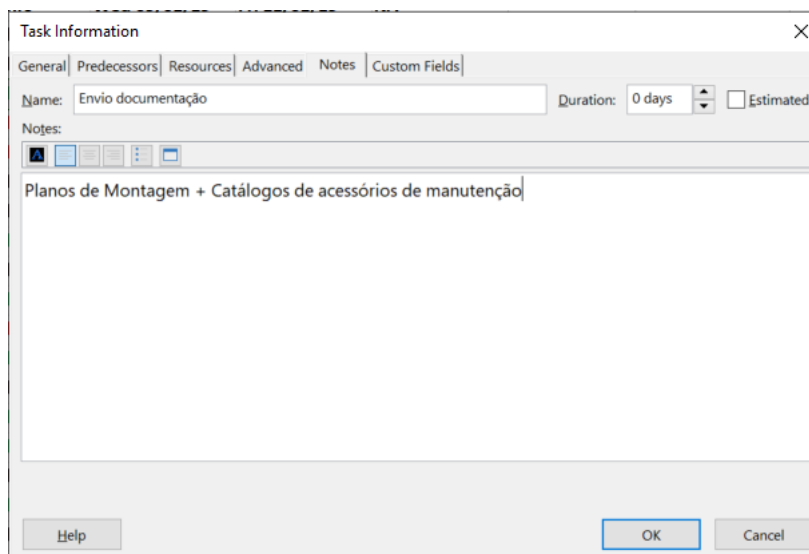 Task Information
General Predecessors Resources Advanced Notes Custom Fields
Name: Envio documentação Duration: 0 days Estimated
Notes:
Planos de Montagem + Catálogos de acessórios de manutenção
Help OK Cancel